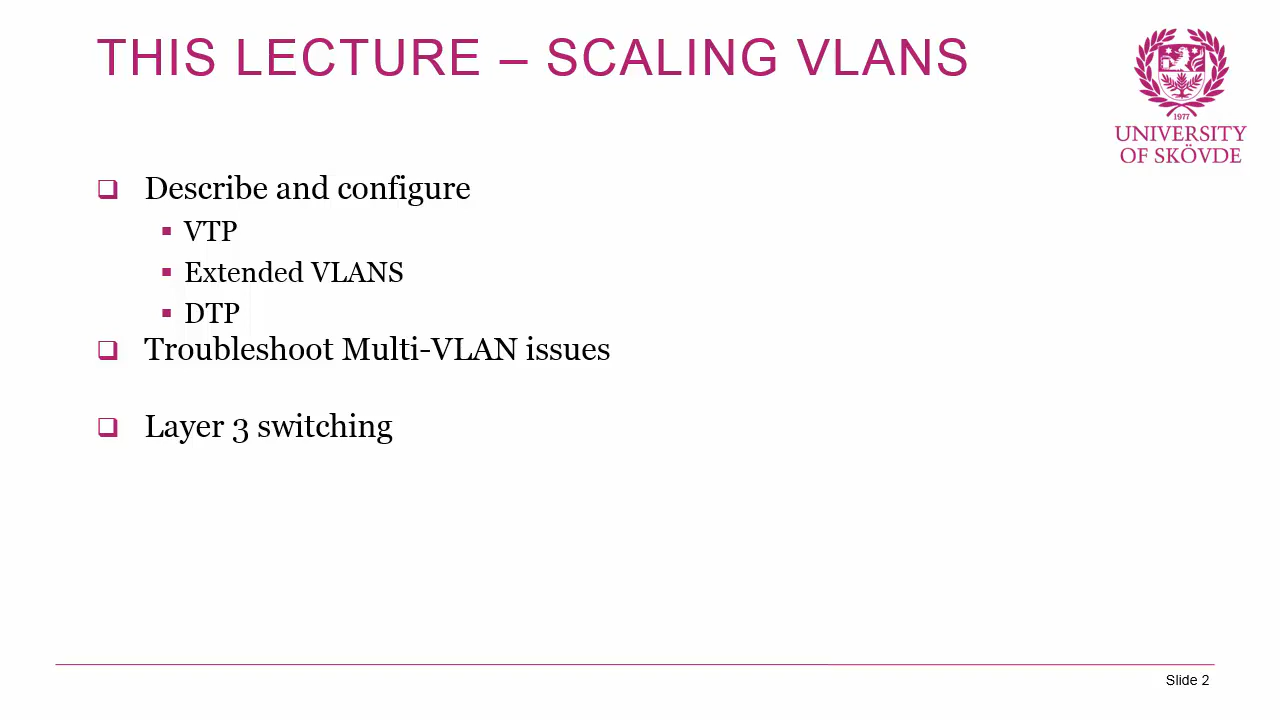 THIS LECTURE – SCALING VLANS
1977
UNIVERSITY
OF SKÖVDE
Describe and configure
VTP
Extended VLANS
DTP
Troubleshoot Multi-VLAN issues
Layer 3 switching
Slide 2